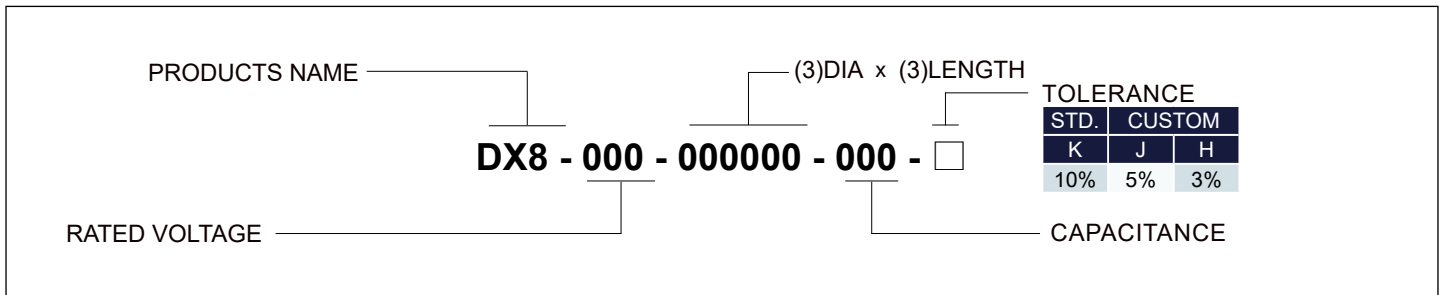 PRODUCTS NAME
(3)DIA x (3)LENGTH
TOLERANCE
STD. CUSTOM
K J H
10% 5% 3%
DX8 - 000 - 000000 - 000 - □
RATED VOLTAGE
CAPACITANCE